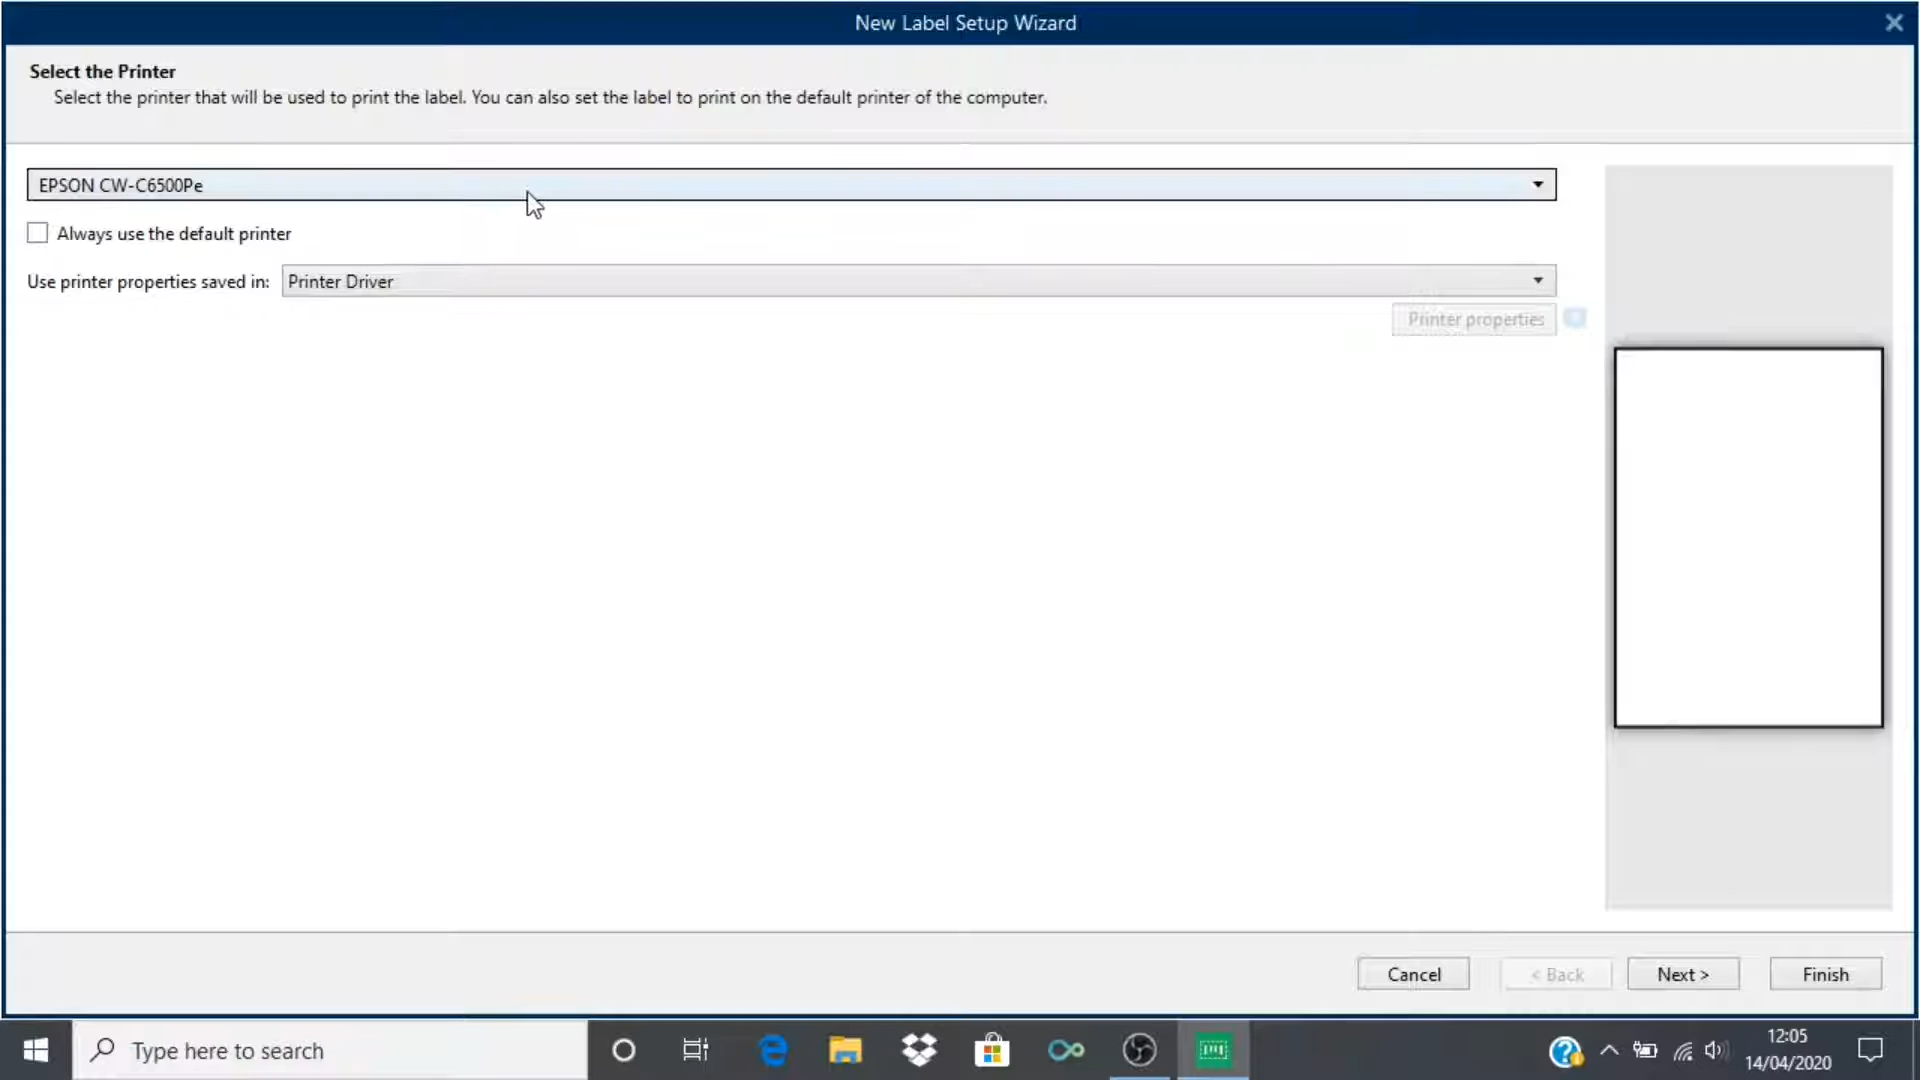 New Label Setup Wizard
Select the Printer
Select the printer that will be used to print the label. You can also set the label to print on the default printer of the computer.
EPSON CW-C6500Pe
Always use the default printer
Use printer properties saved in: Printer Driver
Printer properties
Cancel < Back Next > Finish
Type here to search
12:05
14/04/2020